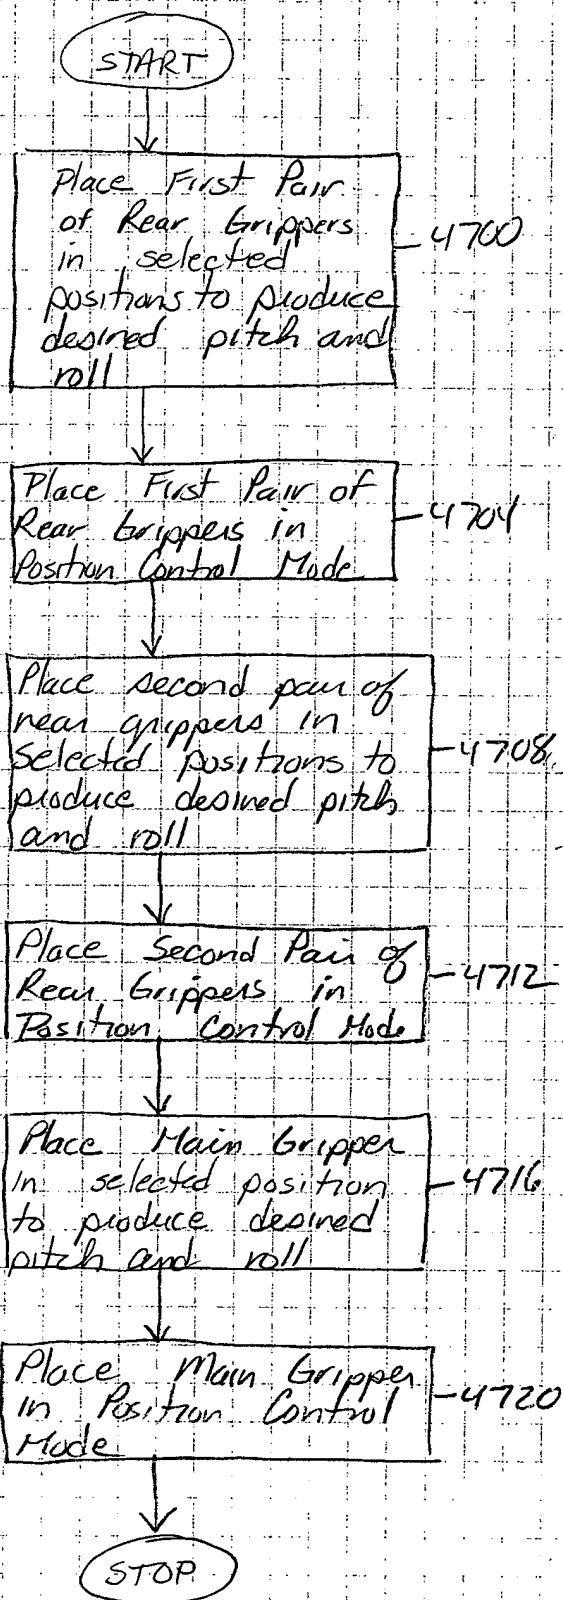 START
Place First Pair
of Rear Grippers
in selected
positions to produce
desired pitch and
roll
4700
Place First Pair of
Rear Grippers in
Position Control Mode
4704
Place second pair of
rear grippers in
selected positions to
produce desired pitch
and roll
4708
Place Second Pair of
Rear Grippers in
Position Control Mode
4712
Place Main Gripper
in selected position
to produce desired
pitch and roll
4716
Place Main Gripper
in Position Control
Mode
4720
STOP